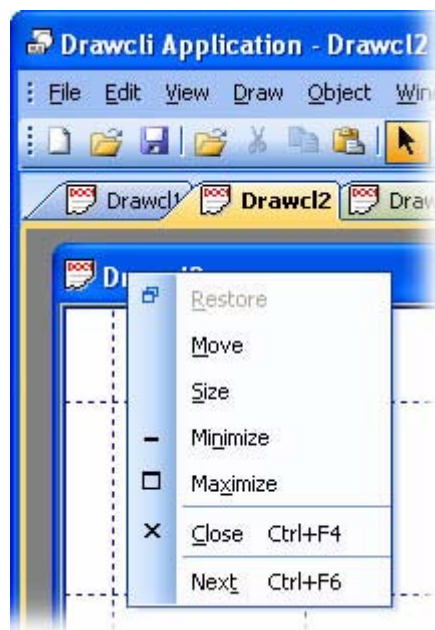 Drawcli Application - Drawcl2
File Edit View Draw Object
Drawcl1 Drawcl2
Restore
Move
Size
Minimize
Maximize
Close Ctrl+F4
Next Ctrl+F6